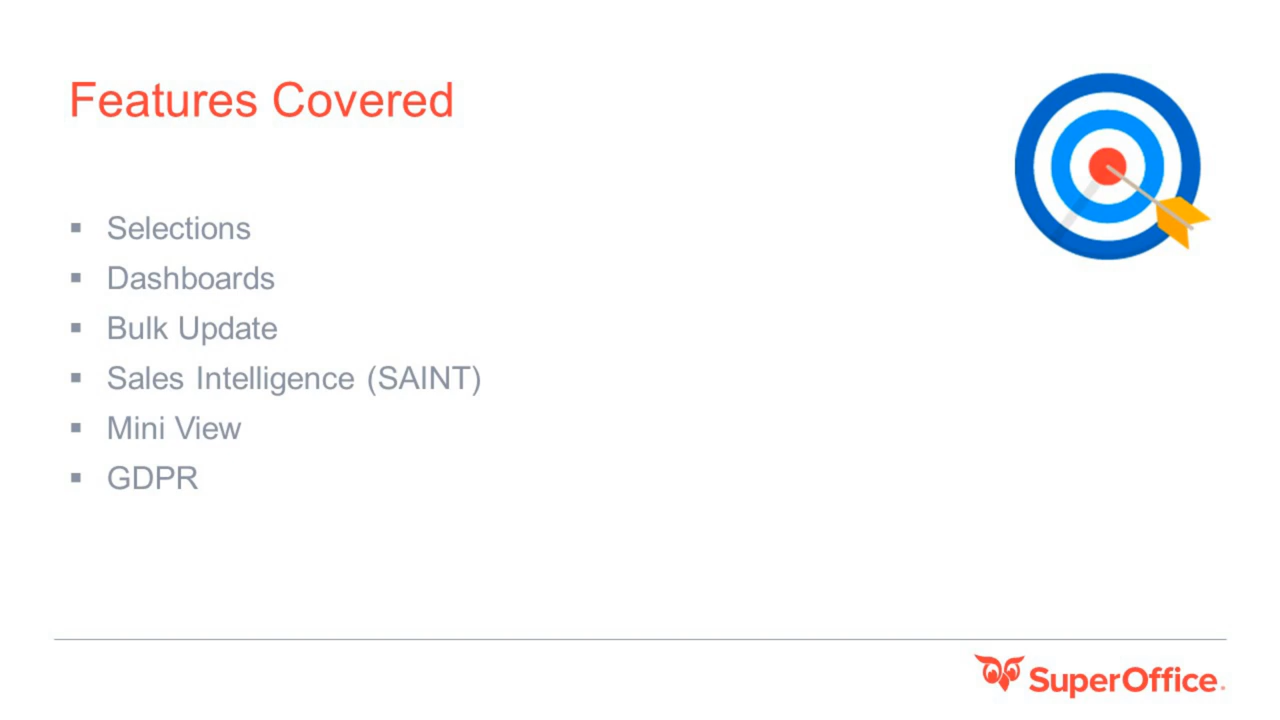 Features Covered
▪ Selections
▪ Dashboards
▪ Bulk Update
▪ Sales Intelligence (SAINT)
▪ Mini View
▪ GDPR
SuperOffice.